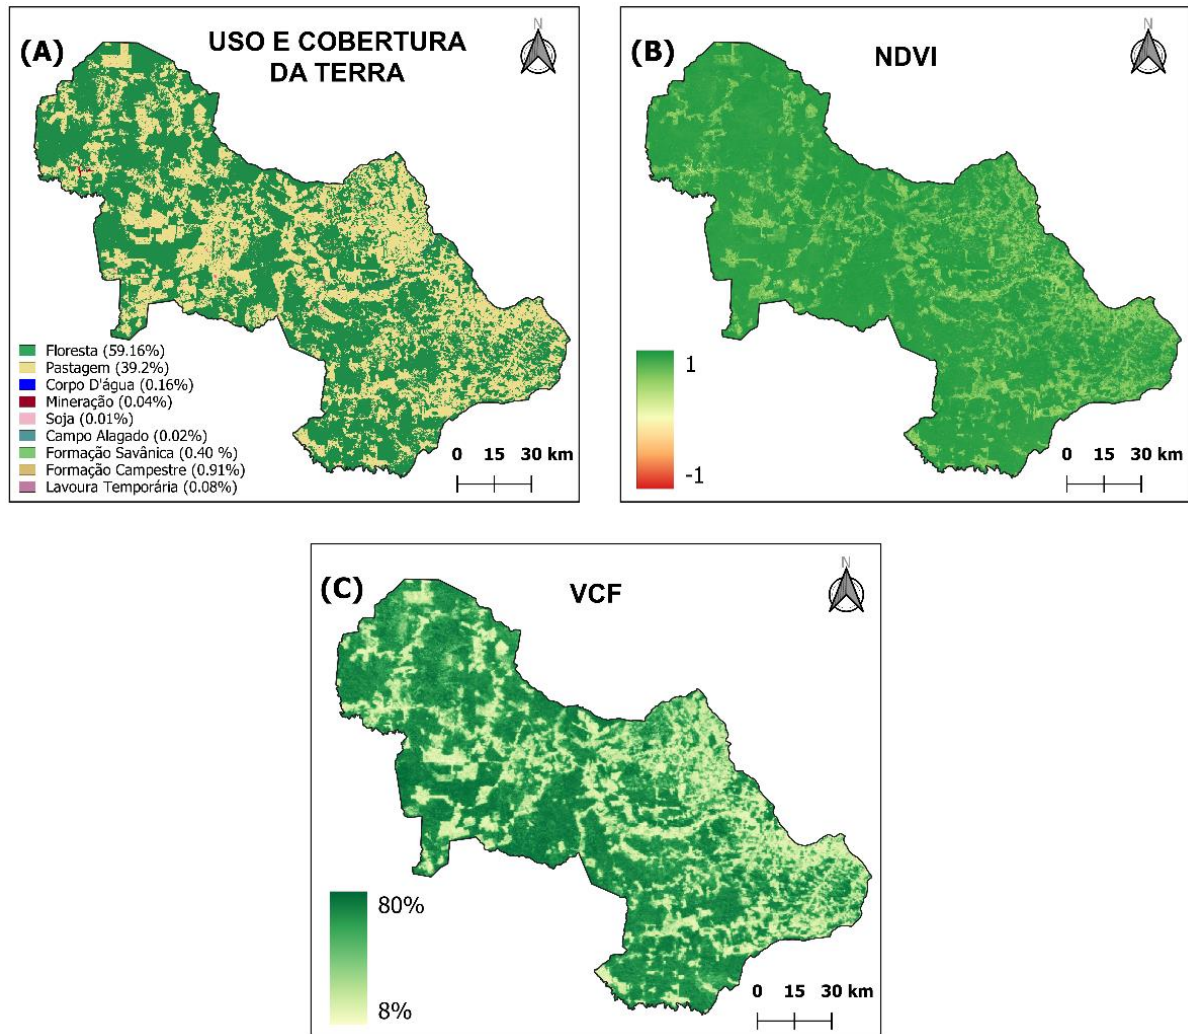 (A)
USO E COBERTURA
DA TERRA
N
Floresta (59.16%)
Pastagem (39.2%)
Corpo D'água (0.16%)
Mineração (0.04%)
Soja (0.01%)
Campo Alagado (0.02%)
Formação Savânica (0.40 %)
Formação Campestre (0.91%)
Lavoura Temporária (0.08%)
0 15 30 km
(B)
NDVI
N
1
-1
0 15 30 km
(C)
VCF
N
80%
8%
0 15 30 km